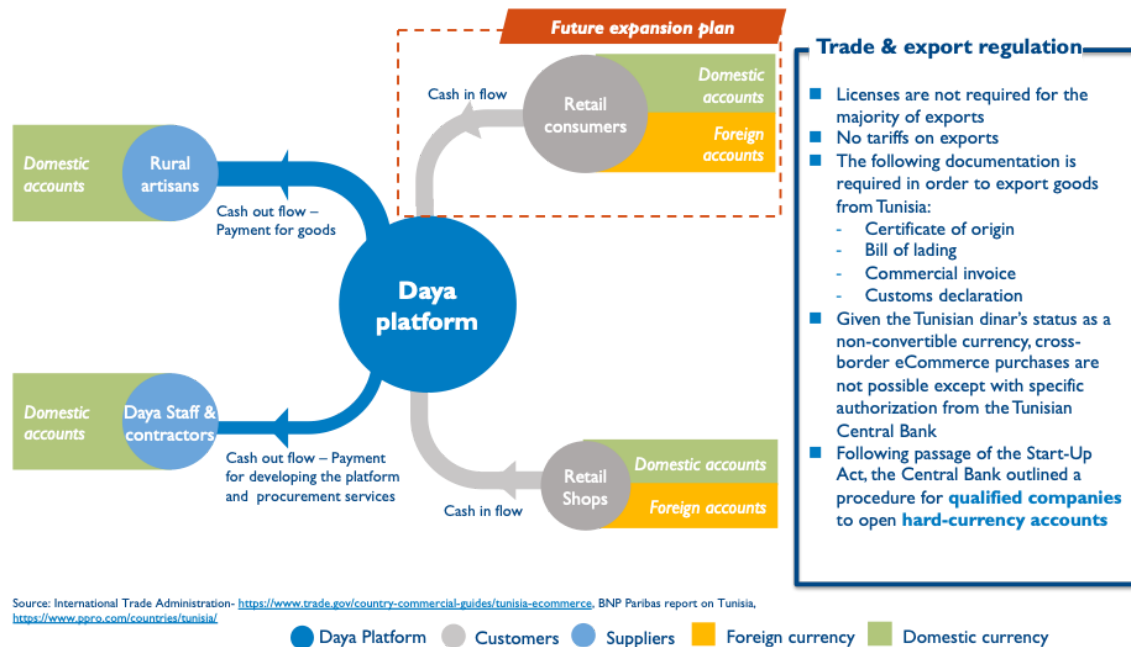 Future expansion plan
Cash in flow
Retail
consumers
Domestic
accounts
Foreign
accounts
Domestic
accounts
Rural
artisans
Cash out flow –
Payment for goods
Daya
platform
Domestic
accounts
Daya Staff &
contractors
Cash out flow – Payment
for developing the platform
and procurement services
Cash in flow
Retail
Shops
Domestic accounts
Foreign accounts
Trade & export regulation
Licenses are not required for the
majority of exports
No tariffs on exports
The following documentation is
required in order to export goods
from Tunisia:
- Certificate of origin
- Bill of lading
- Commercial invoice
- Customs declaration
Given the Tunisian dinar's status as a
non-convertible currency, cross-
border eCommerce purchases are
not possible except with specific
authorization from the Tunisian
Central Bank
Following passage of the Start-Up
Act, the Central Bank outlined a
procedure for qualified companies
to open hard-currency accounts
Source: International Trade Administration- https://www.trade.gov/country-commercial-guides/tunisia-ecommerce, BNP Paribas report on Tunisia,
https://www.ppro.com/countries/tunisia/
Daya Platform
Customers
Suppliers
Foreign currency
Domestic currency